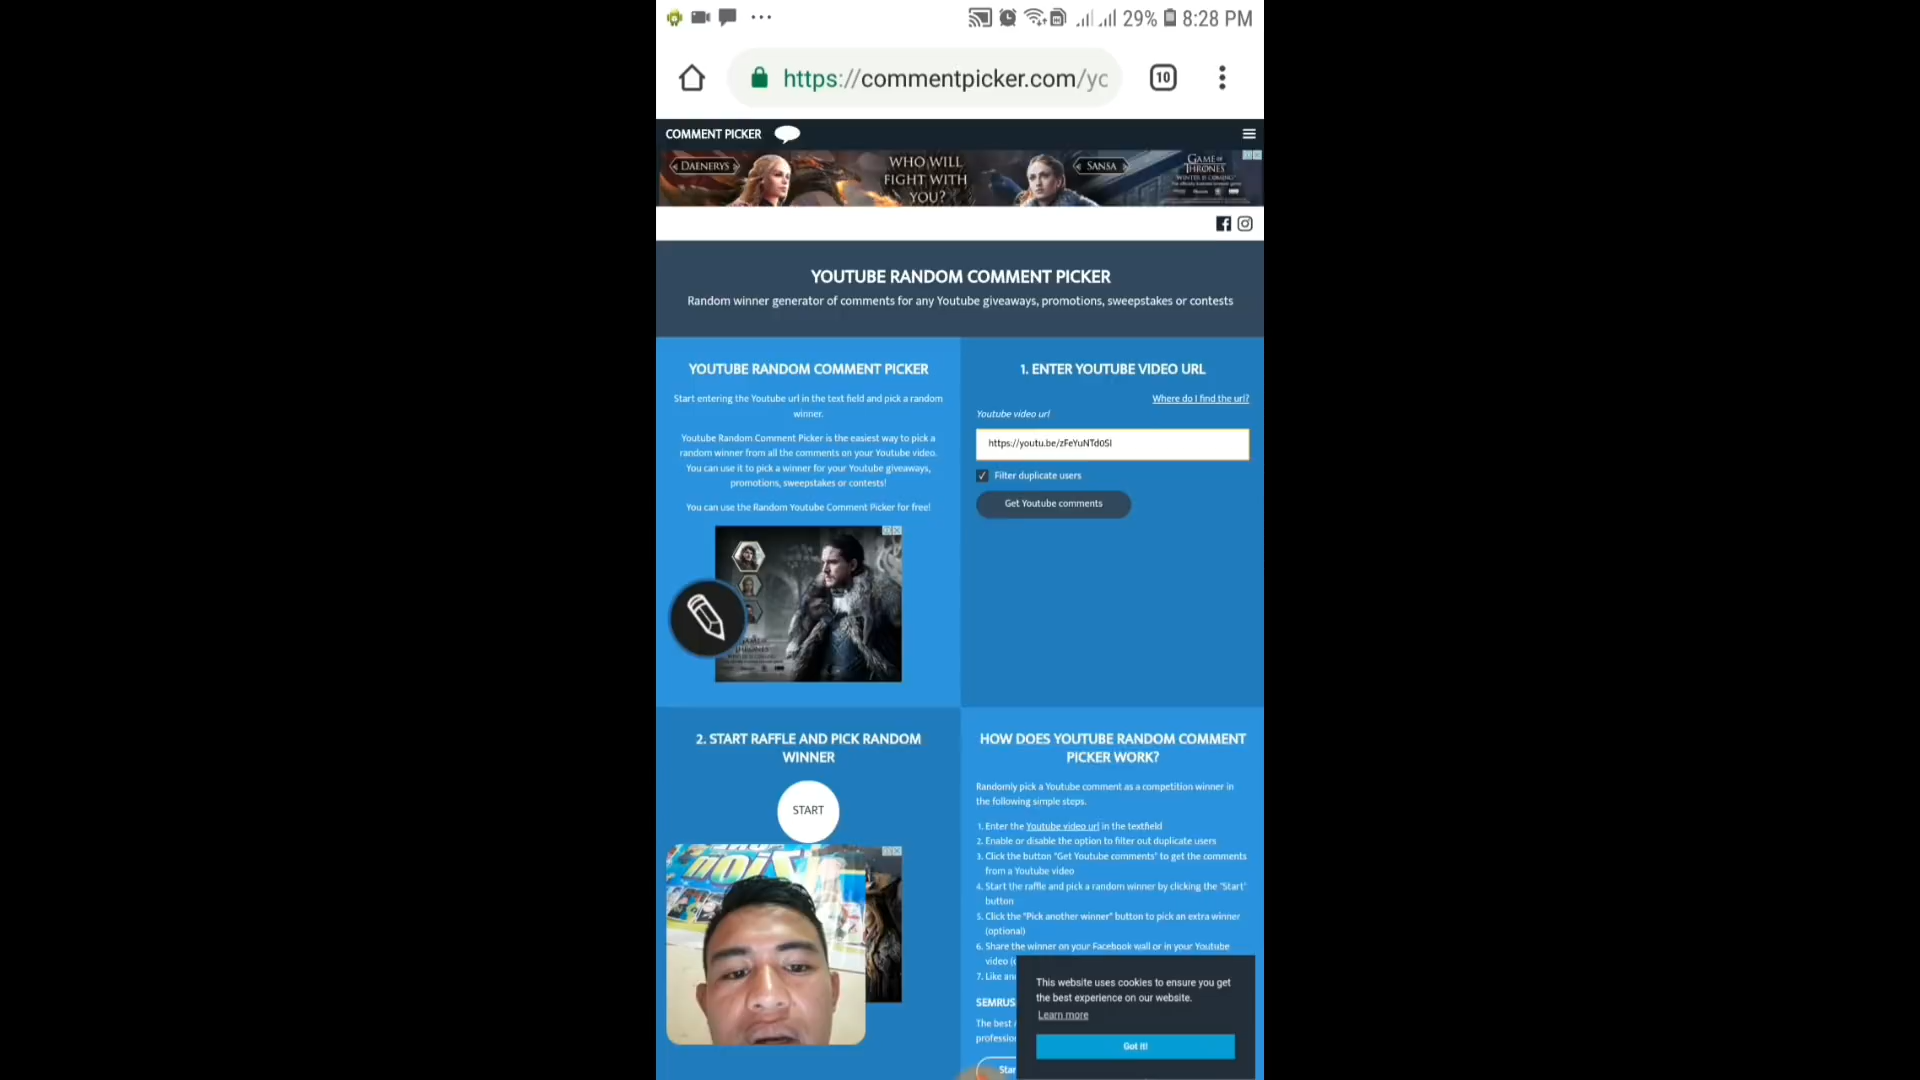 29% 8:28 PM
https://commentpicker.com/yo
10
COMMENT PICKER
DAENERYS
WHO WILL
FIGHT WITH
YOU?
SANSA
GAME OF
THRONES
WINTER IS COMING
YOUTUBE RANDOM COMMENT PICKER
Random winner generator of comments for any Youtube giveaways, promotions, sweepstakes or contests
YOUTUBE RANDOM COMMENT PICKER
Start entering the Youtube url in the text field and pick a random
winner.
Youtube Random Comment Picker is the easiest way to pick a
random winner from all the comments on your Youtube video.
You can use it to pick a winner for your Youtube giveaways,
promotions, sweepstakes or contests!
You can use the Random Youtube Comment Picker for free!
1. ENTER YOUTUBE VIDEO URL
Where do I find the url?
Youtube video url
https://youtu.be/zFeYuNTd0SI
Filter duplicate users
Get Youtube comments
2. START RAFFLE AND PICK RANDOM
WINNER
START
HOW DOES YOUTUBE RANDOM COMMENT
PICKER WORK?
Randomly pick a Youtube comment as a competition winner in
the following simple steps.
1. Enter the Youtube video url in the textfield
2. Enable or disable the option to filter out duplicate users
3. Click the button "Get Youtube comments" to get the comments
from a Youtube video
4. Start the raffle and pick a random winner by clicking the "Start"
button
5. Click the "Pick another winner" button to pick an extra winner
(optional)
6. Share the winner on your Facebook wall or in your Youtube
video (
7. Like an
SEMRUS
The best
professio
Star
This website uses cookies to ensure you get
the best experience on our website.
Learn more
Got it!